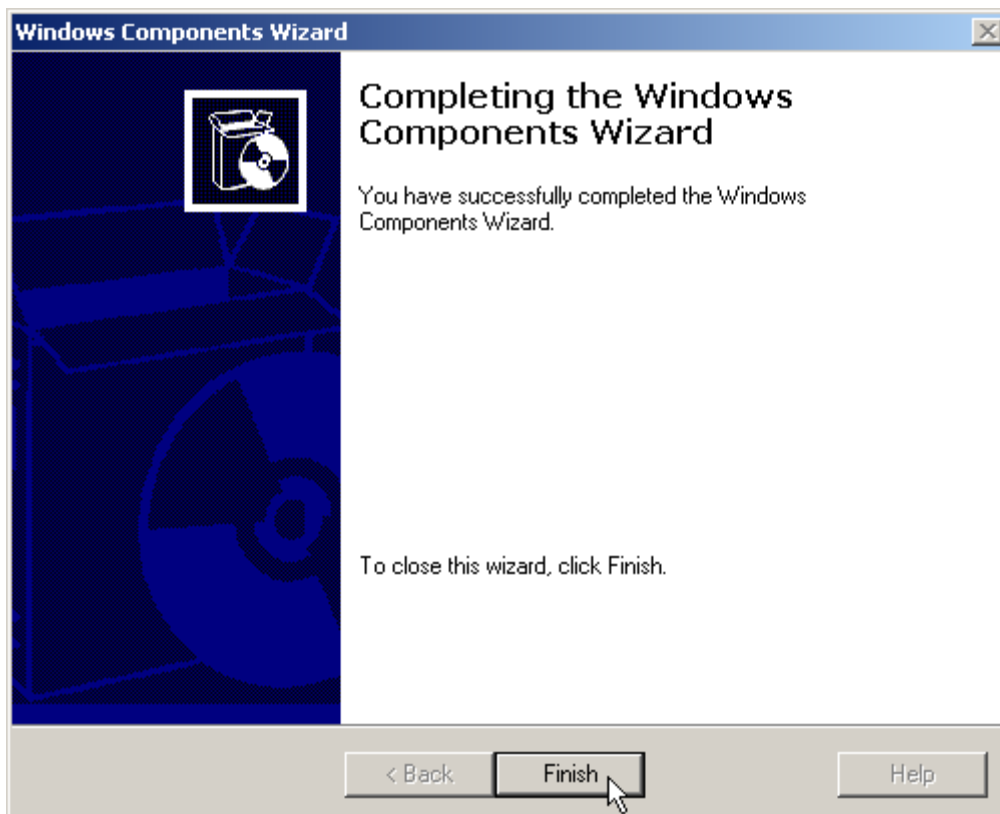 Windows Components Wizard
Completing the Windows
Components Wizard
You have successfully completed the Windows
Components Wizard.
To close this wizard, click Finish.
< Back Finish Help